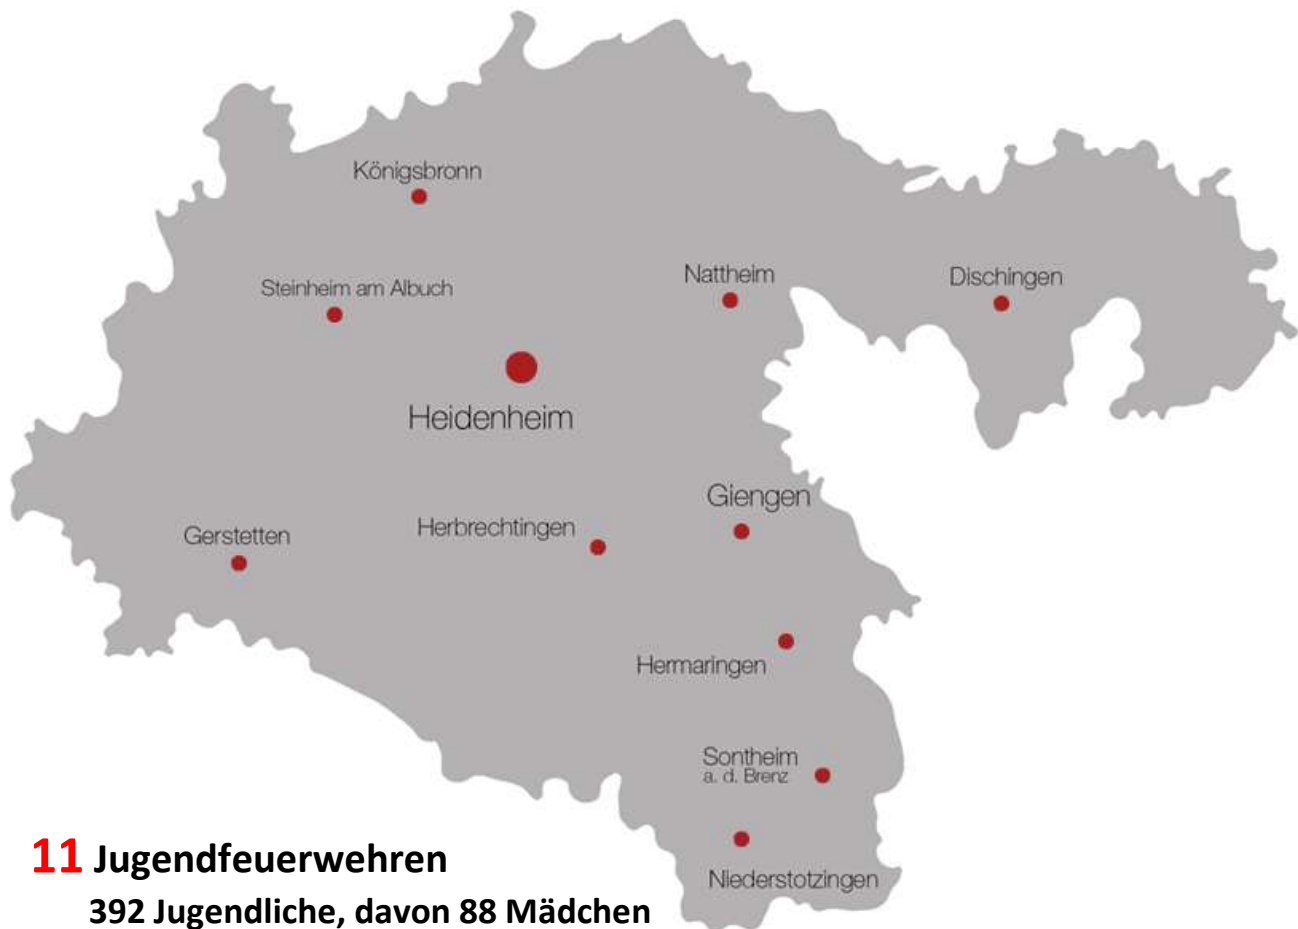 Königsbronn
Nattheim
Dischingen
Steinheim am Albuch
Heidenheim
Giengen
Herbrechtingen
Gerstetten
Hermaringen
Sontheim
a. d. Brenz
Niederstotzingen
11 Jugendfeuerwehren
392 Jugendliche, davon 88 Mädchen